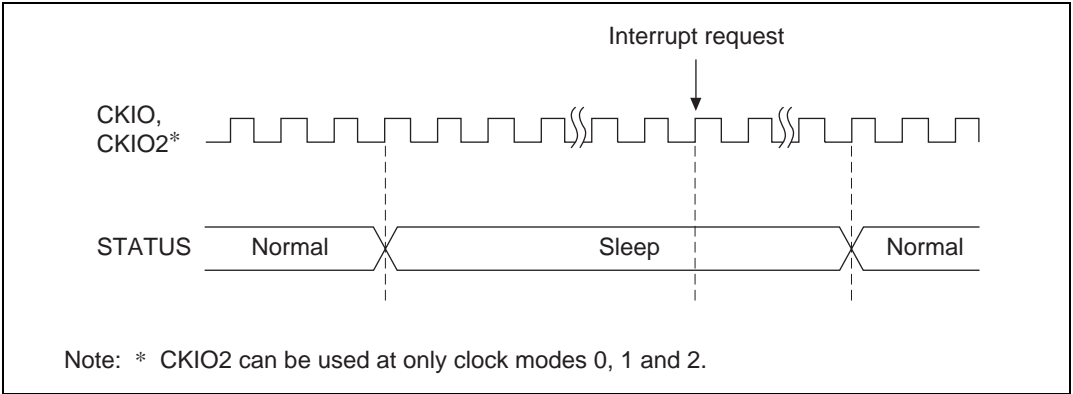 Interrupt request
CKIO,
CKIO2*
STATUS Normal Sleep Normal
Note: * CKIO2 can be used at only clock modes 0, 1 and 2.